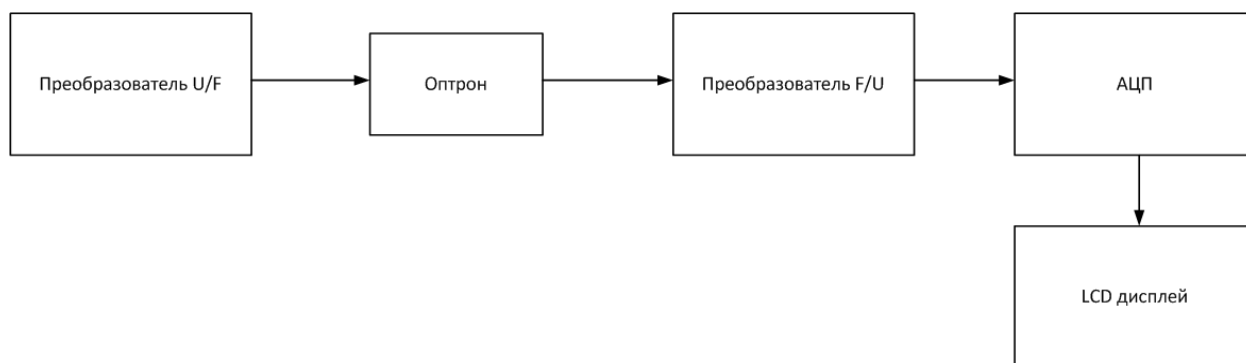 Преобразователь U/F
Оптрон
Преобразователь F/U
АЦП
LCD дисплей